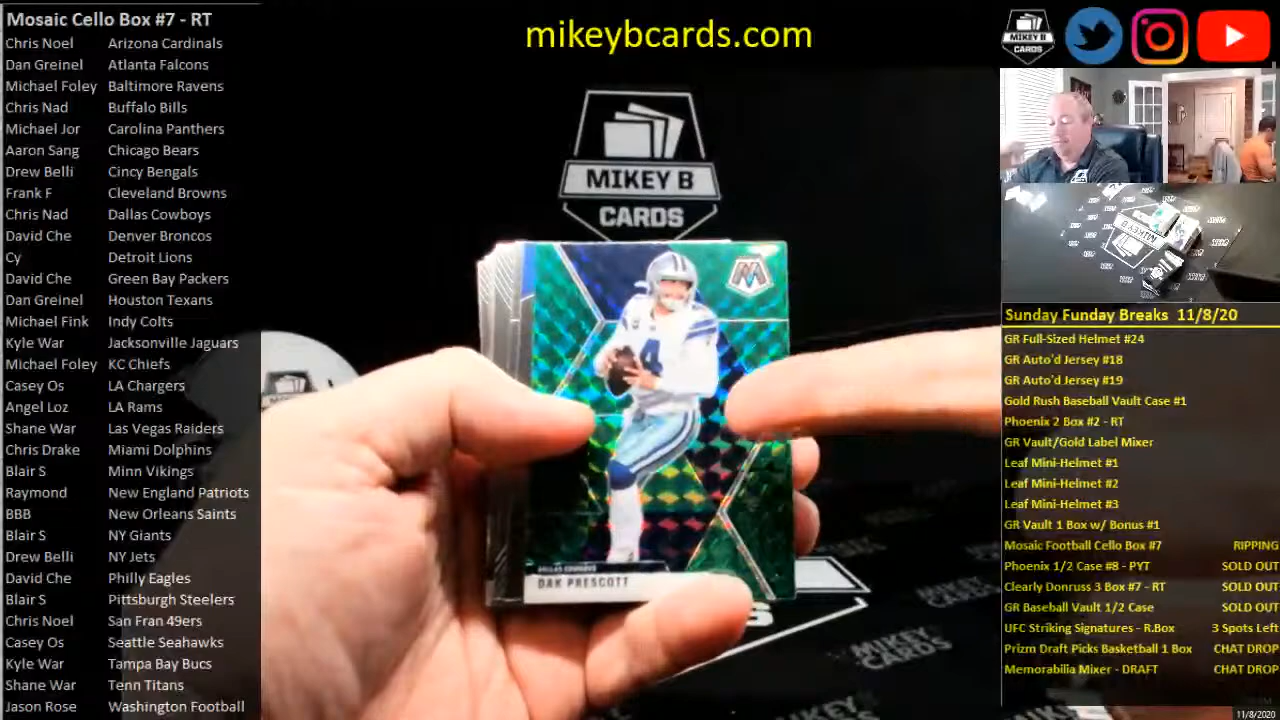 Mosaic Cello Box #7 - RT
Chris Noel Arizona Cardinals
Dan Greinel Atlanta Falcons
Michael Foley Baltimore Ravens
Chris Nad Buffalo Bills
Michael Jor Carolina Panthers
Aaron Sang Chicago Bears
Drew Belli Cincy Bengals
Frank F Cleveland Browns
Chris Nad Dallas Cowboys
David Che Denver Broncos
Cy Detroit Lions
David Che Green Bay Packers
Dan Greinel Houston Texans
Michael Fink Indy Colts
Kyle War Jacksonville Jaguars
Michael Foley KC Chiefs
Casey Os LA Chargers
Angel Loz LA Rams
Shane War Las Vegas Raiders
Chris Drake Miami Dolphins
Blair S Minn Vikings
Raymond New England Patriots
BBB New Orleans Saints
Blair S NY Giants
Drew Belli NY Jets
David Che Philly Eagles
Blair S Pittsburgh Steelers
Chris Noel San Fran 49ers
Casey Os Seattle Seahawks
Kyle War Tampa Bay Bucs
Shane War Tenn Titans
Jason Rose Washington Football
mikeybcards.com
MIKEY B
CARDS
4
DALLAS COWBOYS
DAK PRESCOTT
MIKEY
CARDS
MIKEY B
CARDS
MIKEY B
Sunday Funday Breaks 11/8/20
GR Full-Sized Helmet #24
GR Auto'd Jersey #18
GR Auto'd Jersey #19
Gold Rush Baseball Vault Case #1
Phoenix 2 Box #2 - RT
GR Vault/Gold Label Mixer
Leaf Mini-Helmet #1
Leaf Mini-Helmet #2
Leaf Mini-Helmet #3
GR Vault 1 Box w/ Bonus #1
Mosaic Football Cello Box #7 RIPPING
Phoenix 1/2 Case #8 - PYT SOLD OUT
Clearly Donruss 3 Box #7 - RT SOLD OUT
GR Baseball Vault 1/2 Case SOLD OUT
UFC Striking Signatures - R.Box 3 Spots Left
Prizm Draft Picks Basketball 1 Box CHAT DROP
Memorabilia Mixer - DRAFT CHAT DROP
11/8/2020